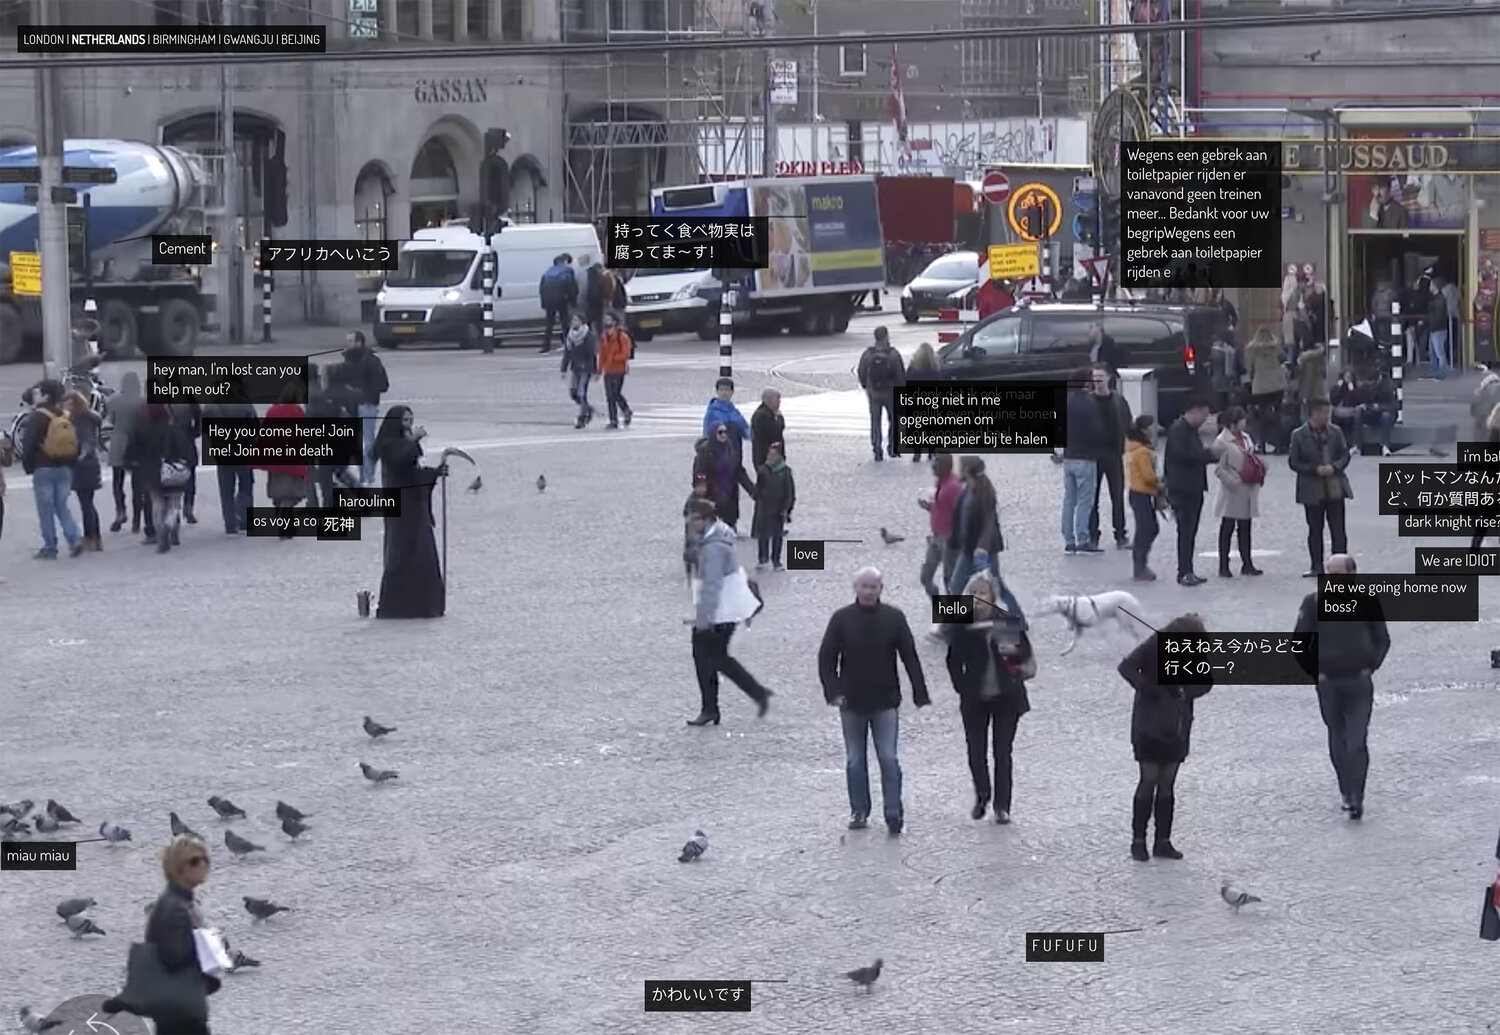 LONDON | NETHERLANDS | BIRMINGHAM | GWANGJU | BEIJING
GASSAN
ROKIN PLEIN
makro
TUSSAUD
Wegens een gebrek aan
toiletpapier rijden er
vanavond geen treinen
meer... Bedankt voor uw
begripWegens een
gebrek aan toiletpapier
rijden e
Cement
アフリカへいこう
持ってく食べ物実は
腐ってま〜す!
hey man, I'm lost can you
help me out?
Hey you come here! Join
me! Join me in death
haroulinn
os voy a co
死神
tis nog niet in me
opgenomen om
keukenpapier bij te halen
i'm ba
バットマンなんだ
ど、何か質問ある
dark knight rise?
We are IDIOT
Are we going home now
boss?
love
hello
ねえねえ今からどこ
行くのー?
miau miau
FUFUFU
かわいいです